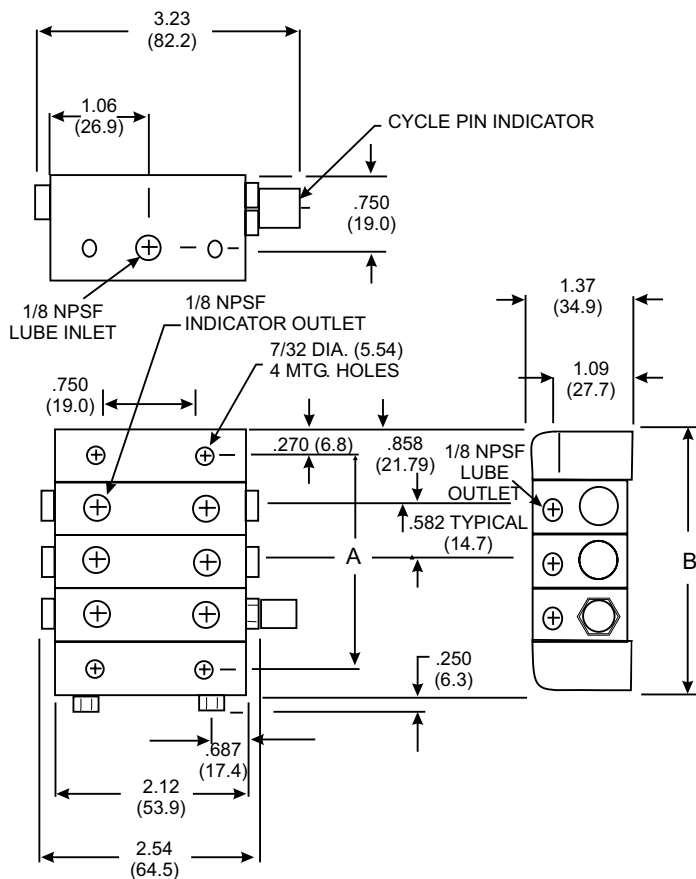 3.23
(82.2)
1.06
(26.9)
CYCLE PIN INDICATOR
.750
(19.0)
1/8 NPSF
LUBE INLET
1/8 NPSF
INDICATOR OUTLET
7/32 DIA. (5.54)
4 MTG. HOLES
1.37
(34.9)
.750
(19.0)
1.09
(27.7)
.270 (6.8)
.858
(21.79)
1/8 NPSF
LUBE
OUTLET
.582 TYPICAL
(14.7)
A
B
.250
(6.3)
.687
(17.4)
2.12
(53.9)
2.54
(64.5)